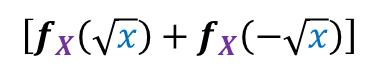 [f_X(√x) + f_X(-√x)]